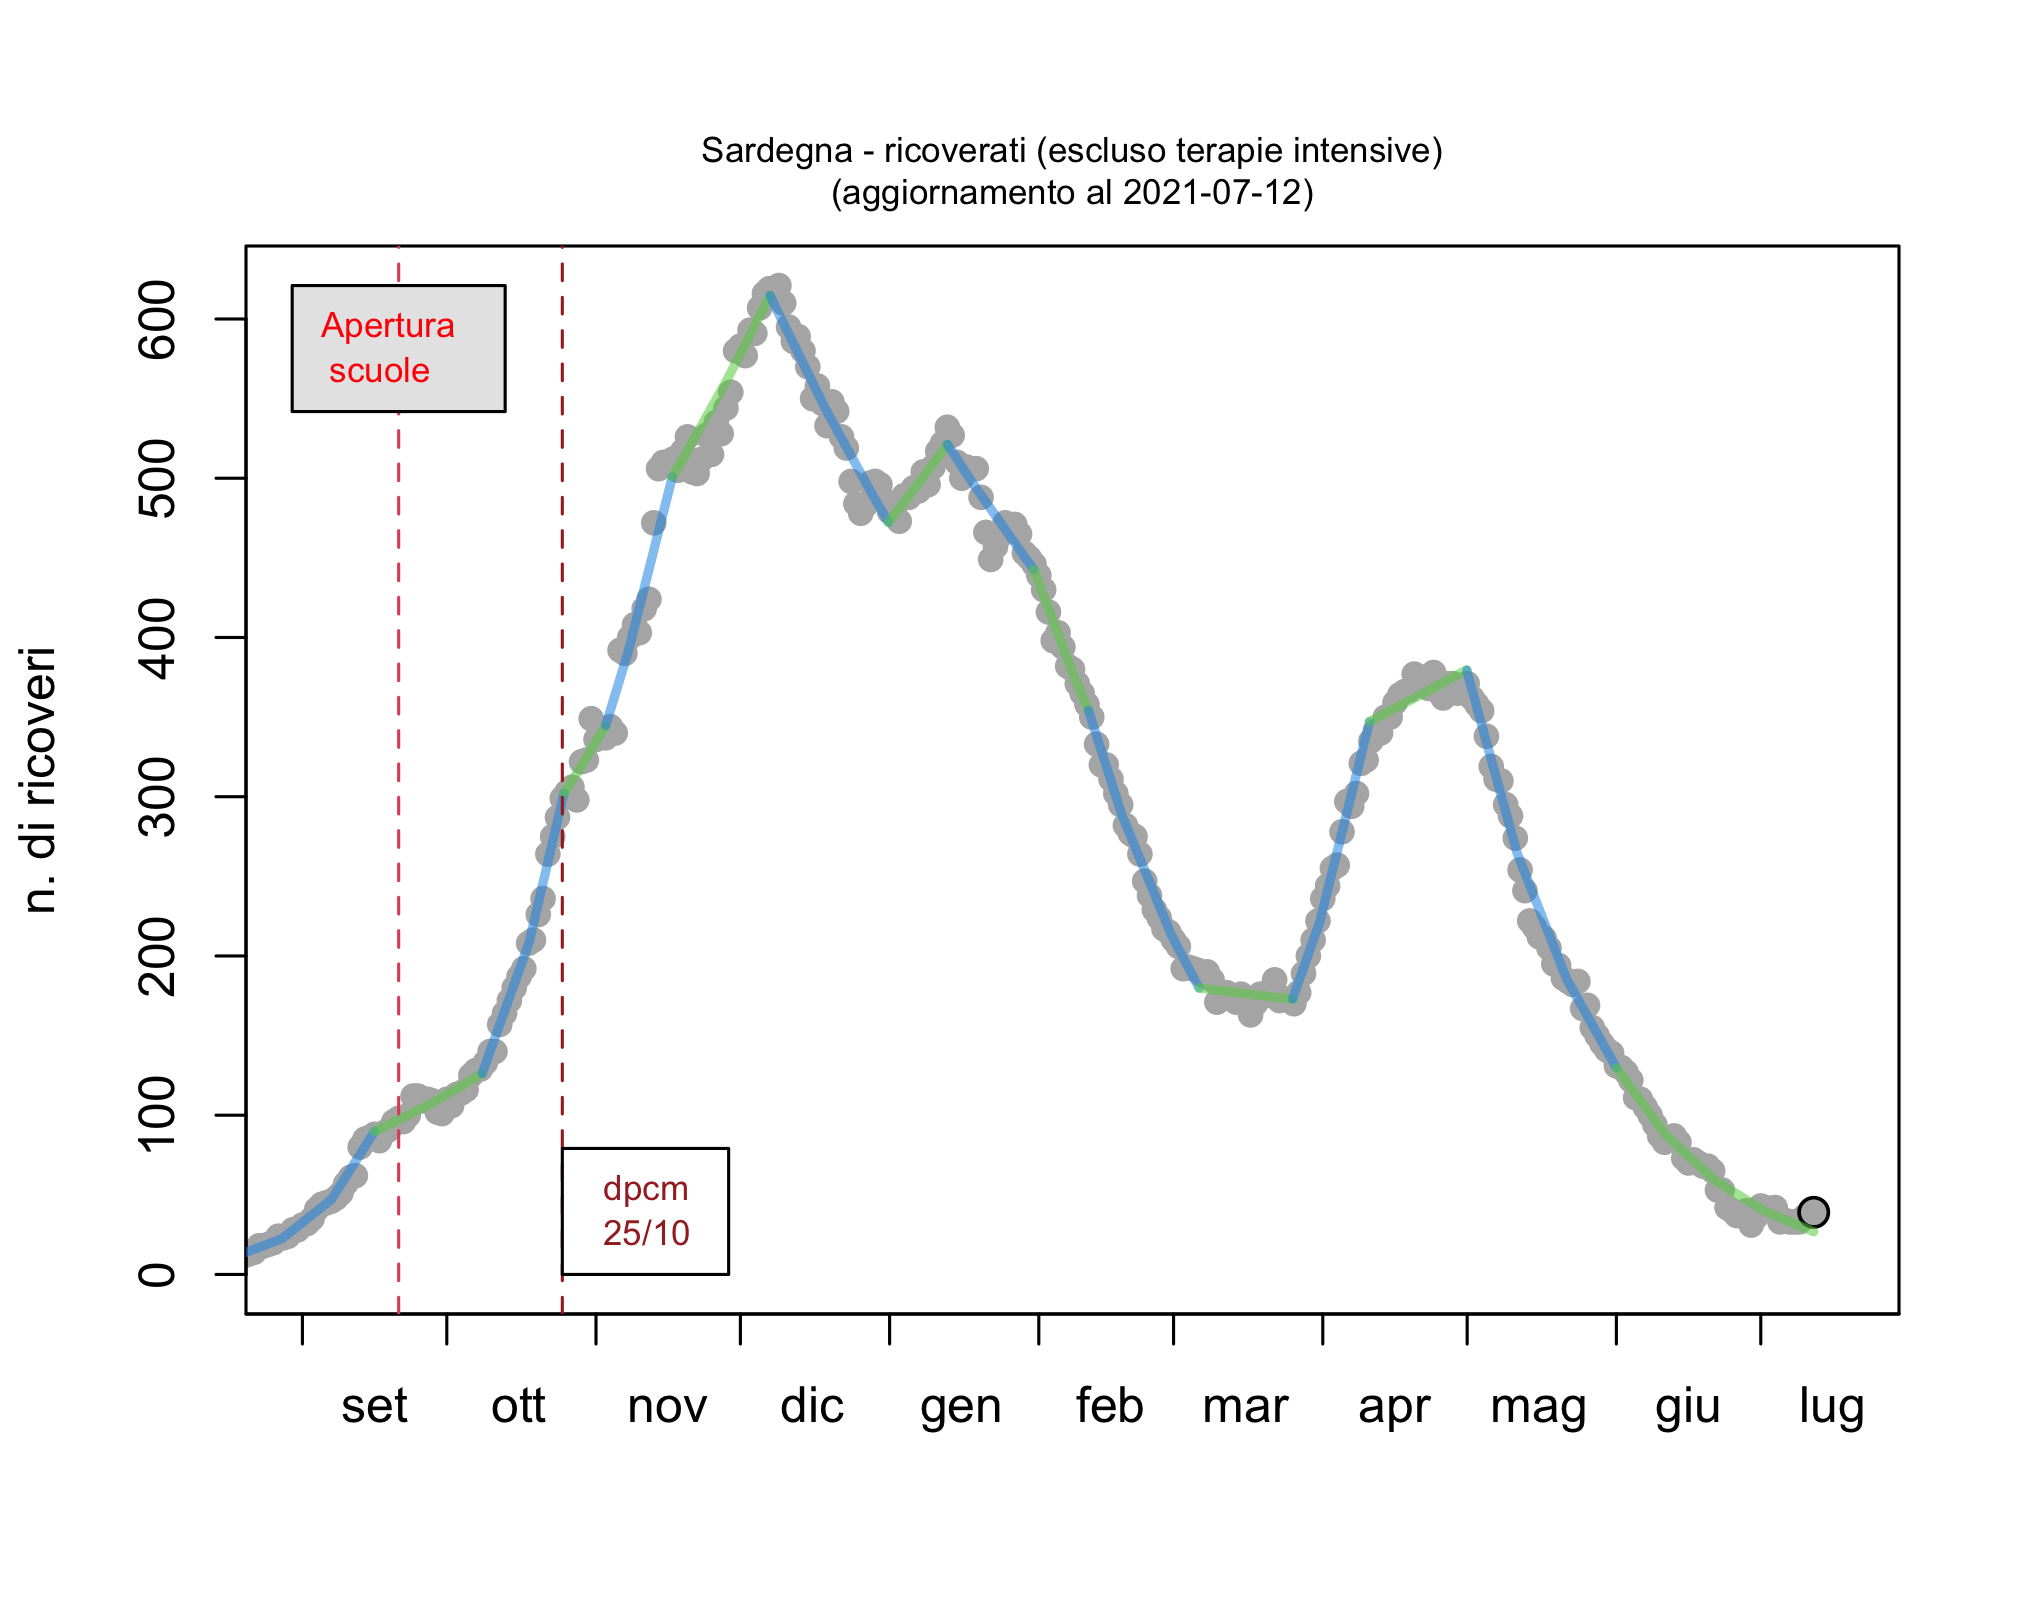 Sardegna - ricoverati (escluso terapie intensive)
(aggiornamento al 2021-07-12)
n. di ricoveri
600
500
400
300
200
100
0
Apertura
scuole
dpcm
25/10
set ott nov dic gen feb mar apr mag giu lug